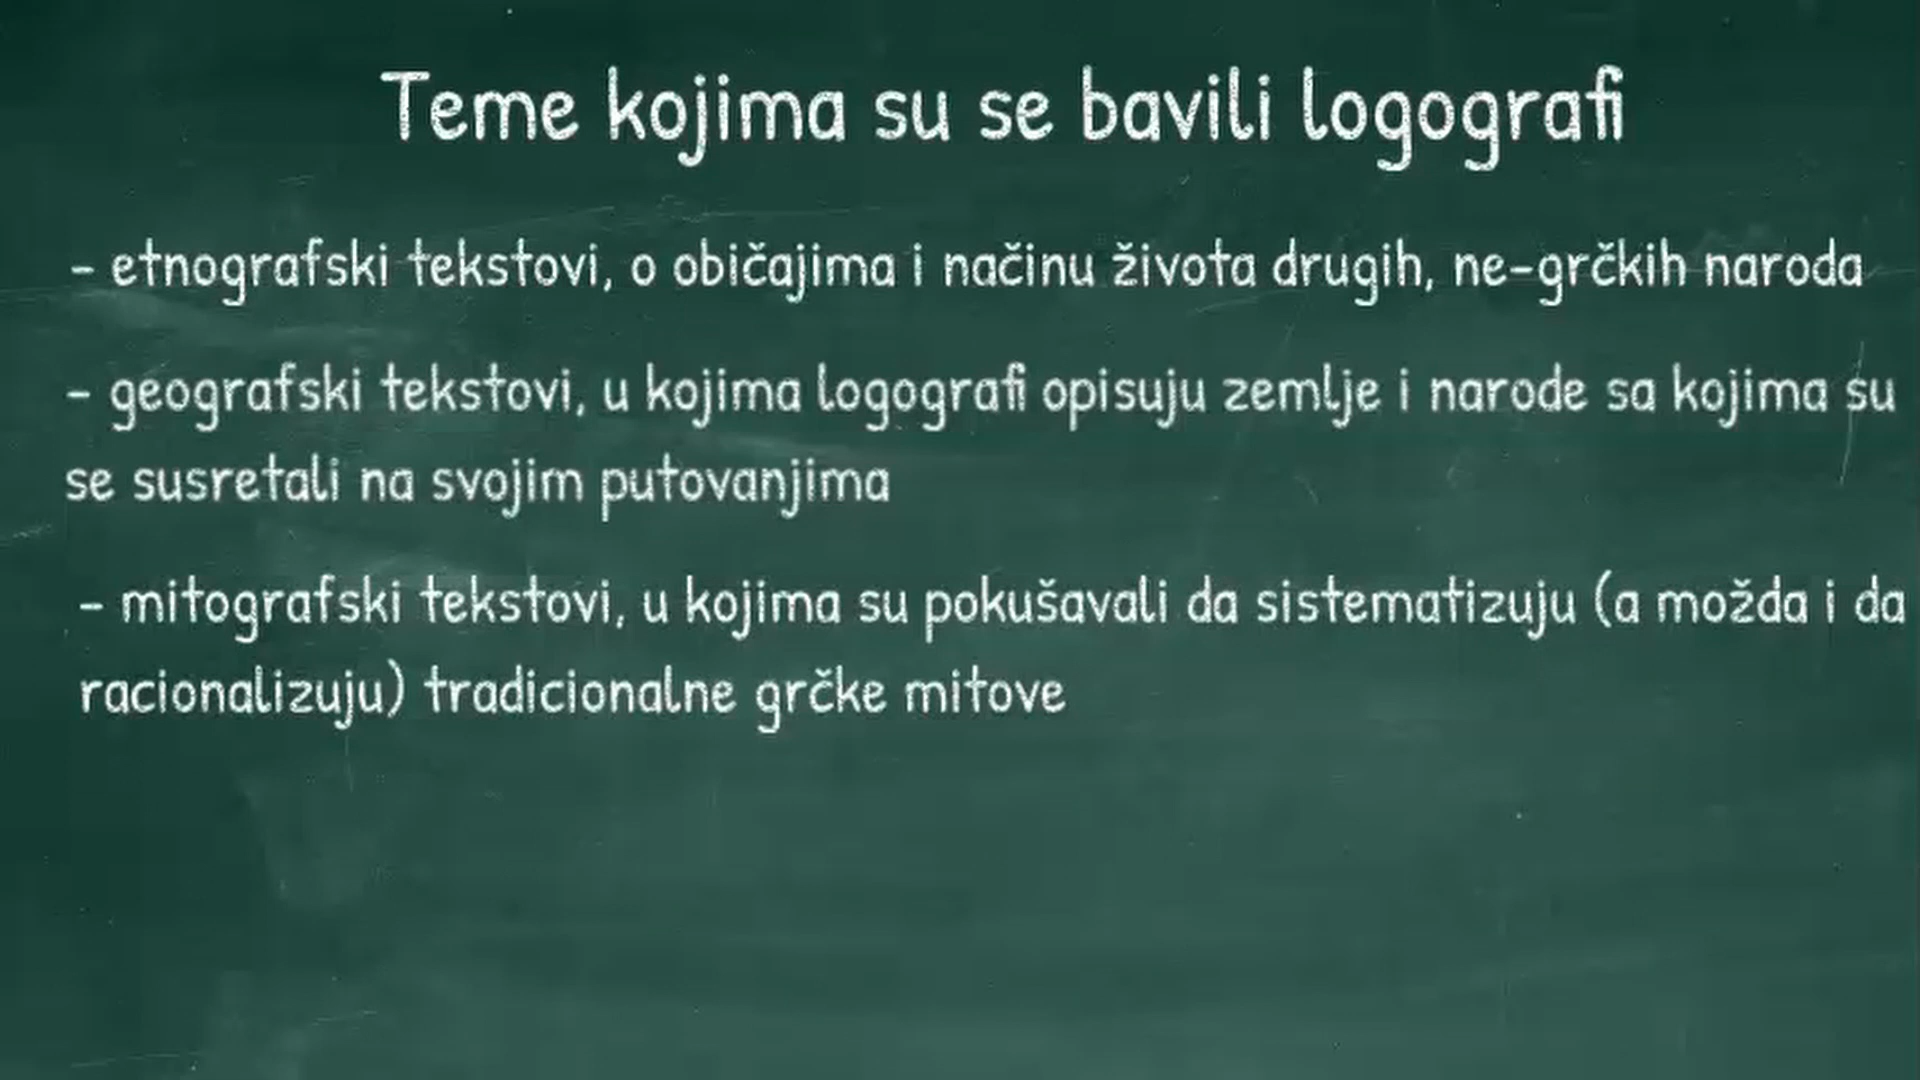 Teme kojima su se bavili logografi
- etnografski tekstovi, o običajima i načinu života drugih, ne-grčkih naroda
- geografski tekstovi, u kojima logografi opisuju zemlje i narode sa kojima su
se susretali na svojim putovanjima
- mitografski tekstovi, u kojima su pokušavali da sistematizuju (a možda i da
racionalizuju) tradicionalne grčke mitove